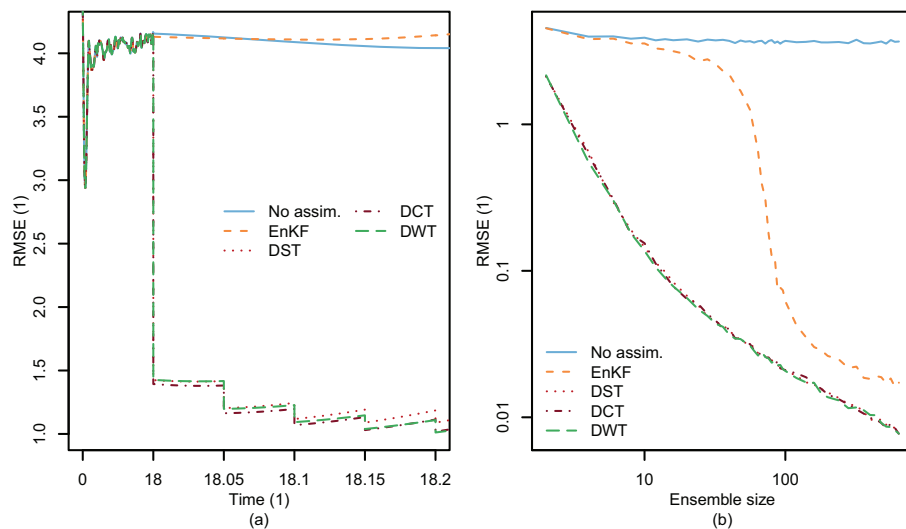 RMSE (1)
4.0
3.5
3.0
2.5
2.0
1.5
1.0
No assim.
EnKF
DST
DCT
DWT
0
18
18.05
18.1
18.15
18.2
Time (1)
(a)
RMSE (1)
1
0.1
0.01
No assim.
EnKF
DST
DCT
DWT
10
100
Ensemble size
(b)